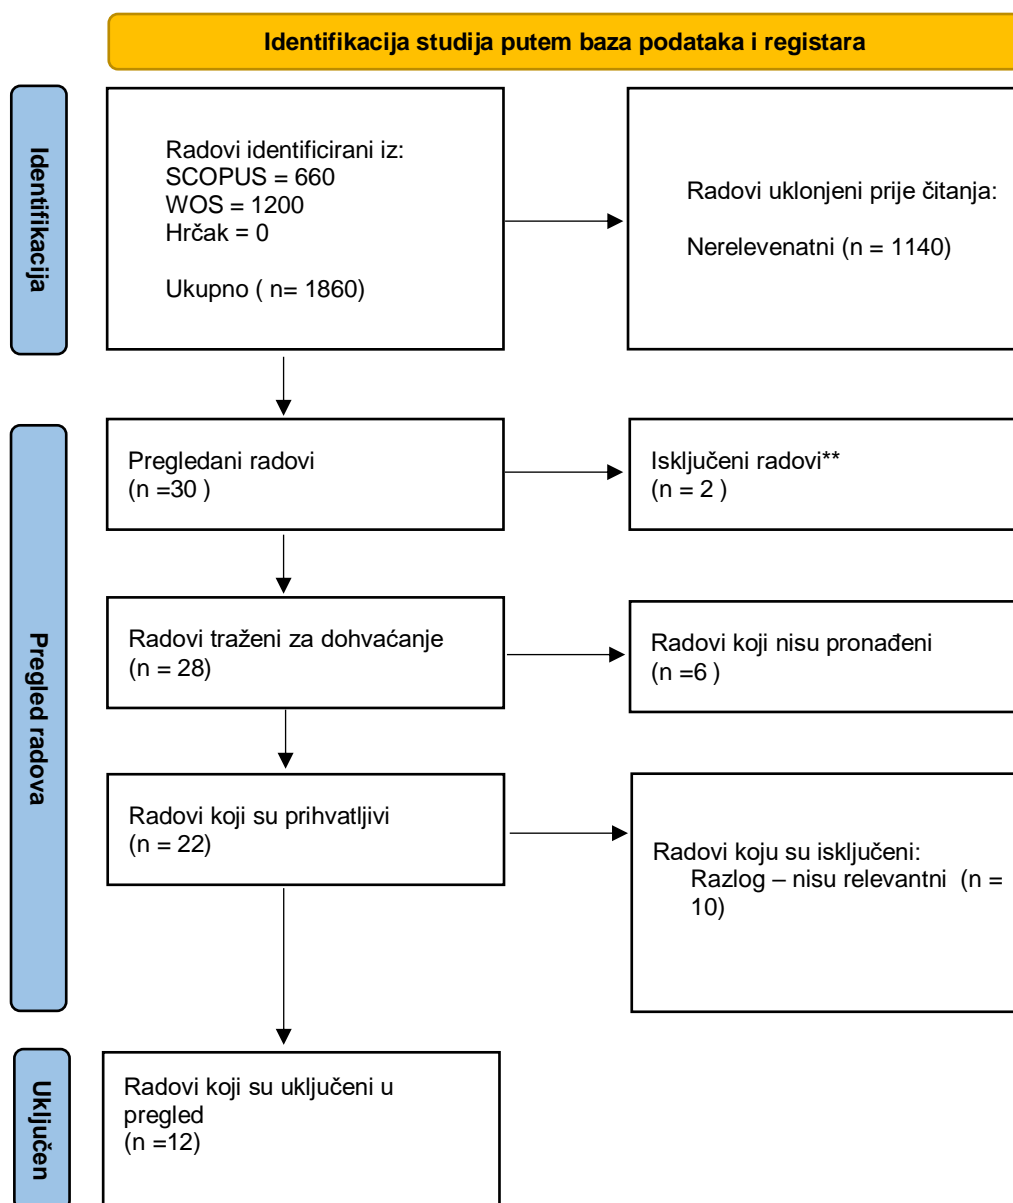 Identifikacija studija putem baza podataka i registara
Identifikacija
Radovi identificirani iz:
SCOPUS = 660
WOS = 1200
Hrčak = 0
Ukupno ( n= 1860)
Radovi uklonjeni prije čitanja:
Nerelevenatni (n = 1140)
Pregled radova
Pregledani radovi
(n =30 )
Isključeni radovi**
(n = 2 )
Radovi traženi za dohvaćanje
(n = 28)
Radovi koji nisu pronađeni
(n =6 )
Radovi koji su prihvatljivi
(n = 22)
Radovi koju su isključeni:
Razlog – nisu relevantni (n =
10)
Uključen
Radovi koji su uključeni u
pregled
(n =12)